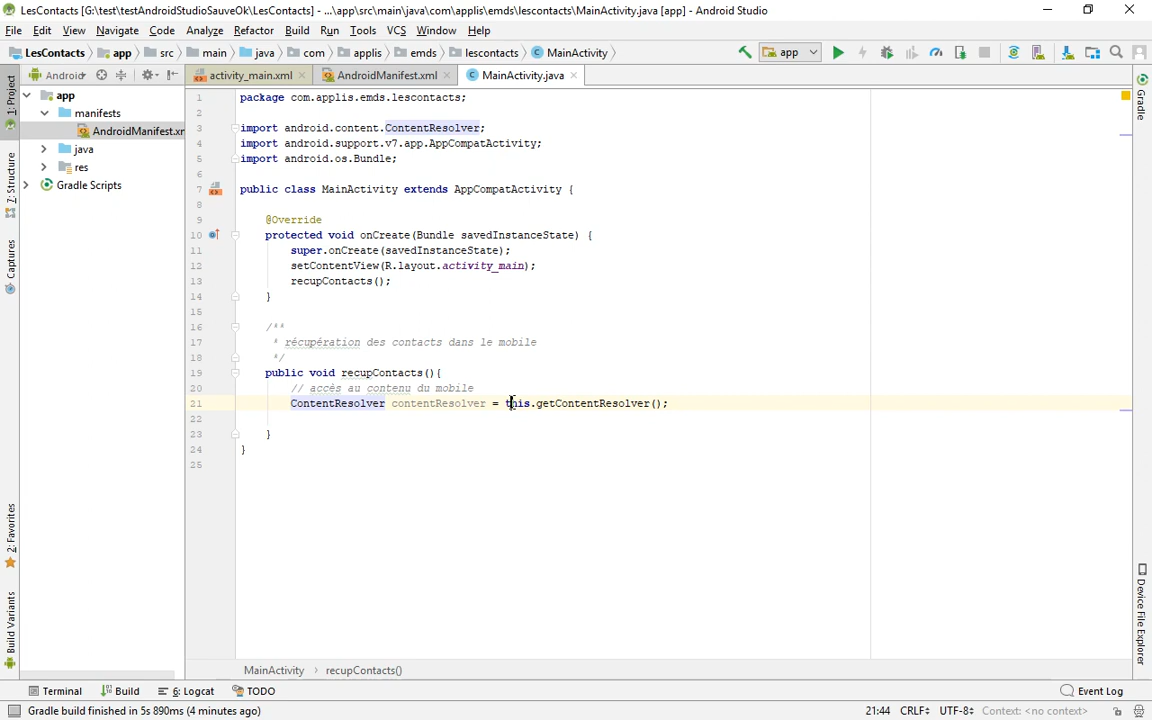 LesContacts [G:\test\testAndroidStudioSauveOk\LesContacts] - ...\app\src\main\java\com\applis\emds\lescontacts\MainActivity.java [app] - Android Studio
File Edit View Navigate Code Analyze Refactor Build Run Tools VCS Window Help
LesContacts app src main java com applis emds lescontacts MainActivity app
Android activity_main.xml AndroidManifest.xml MainActivity.java
1: Project
Z: Structure
Captures
2: Favorites
Build Variants
app
manifests
AndroidManifest.xr
java
res
Gradle Scripts
1 package com.applis.emds.lescontacts;
2
3 import android.content.ContentResolver;
4 import android.support.v7.app.AppCompatActivity;
5 import android.os.Bundle;
6
7 public class MainActivity extends AppCompatActivity {
8
9 @Override
10 protected void onCreate(Bundle savedInstanceState) {
11 super.onCreate(savedInstanceState);
12 setContentView(R.layout.activity_main);
13 recupContacts();
14 }
15
16 /**
17 * récupération des contacts dans le mobile
18 */
19 public void recupContacts(){
20 // accès au contenu du mobile
21 ContentResolver contentResolver = this.getContentResolver();
22
23 }
24 }
25
Gradle
Device File Explorer
MainActivity recupContacts()
Terminal Build 6: Logcat TODO Event Log
Gradle build finished in 5s 890ms (4 minutes ago) 21:44 CRLF UTF-8 Context: <no context>